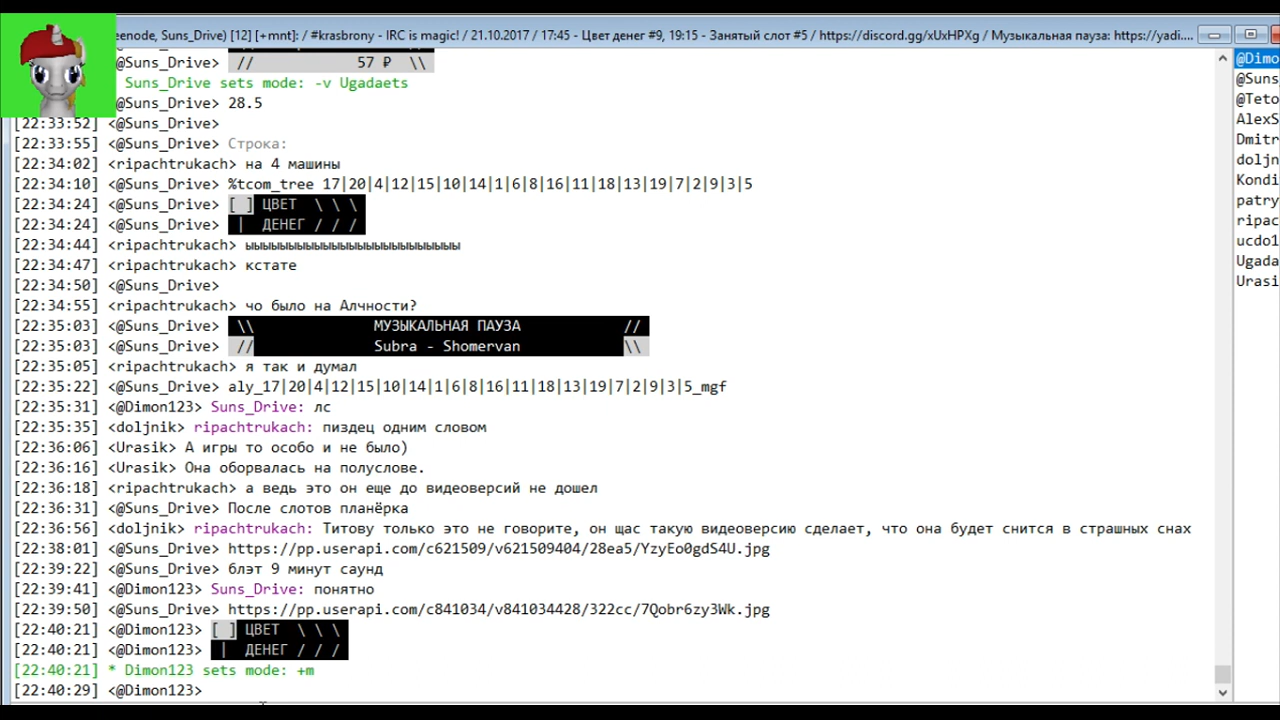 eenode, Suns_Drive) [12] [+mnt]: / #krasbrony - IRC is magic! / 21.10.2017 / 17:45 - Цвет денег #9, 19:15 - Занятый слот #5 / https://discord.gg/xUxHPXg / Музыкальная пауза: https://yadi....
@Suns_Drive> // 57 ₽ \\
Suns_Drive sets mode: -v Ugadaets
@Suns_Drive> 28.5
[22:33:52] <@Suns_Drive>
[22:33:55] <@Suns_Drive> Строка:
[22:34:02] <ripachtrukach> на 4 машины
[22:34:10] <@Suns_Drive> %tcom_tree 17|20|4|12|15|10|14|1|6|8|16|11|18|13|19|7|2|9|3|5
[22:34:24] <@Suns_Drive> [ ] ЦВЕТ \ \ \
[22:34:24] <@Suns_Drive> | ДЕНЕГ / / /
[22:34:44] <ripachtrukach> ыыыыыыыыыыыыыыыыыыыыыыыыы
[22:34:47] <ripachtrukach> кстате
[22:34:50] <@Suns_Drive>
[22:34:55] <ripachtrukach> чо было на Алчности?
[22:35:03] <@Suns_Drive> \\ МУЗЫКАЛЬНАЯ ПАУЗА //
[22:35:03] <@Suns_Drive> // Subra - Shomervan \\
[22:35:05] <ripachtrukach> я так и думал
[22:35:22] <@Suns_Drive> aly_17|20|4|12|15|10|14|1|6|8|16|11|18|13|19|7|2|9|3|5_mgf
[22:35:31] <@Dimon123> Suns_Drive: лс
[22:35:35] <doljnik> ripachtrukach: пиздец одним словом
[22:36:06] <Urasik> А игры то особо и не было)
[22:36:16] <Urasik> Она оборвалась на полуслове.
[22:36:18] <ripachtrukach> а ведь это он еще до видеоверсий не дошел
[22:36:31] <@Suns_Drive> После слотов планёрка
[22:36:56] <doljnik> ripachtrukach: Титову только это не говорите, он щас такую видеоверсию сделает, что она будет снится в страшных снах
[22:38:01] <@Suns_Drive> https://pp.userapi.com/c621509/v621509404/28ea5/YzyEo0gdS4U.jpg
[22:39:22] <@Suns_Drive> блэт 9 минут саунд
[22:39:41] <@Dimon123> Suns_Drive: понятно
[22:39:50] <@Suns_Drive> https://pp.userapi.com/c841034/v841034428/322cc/7Qobr6zy3Wk.jpg
[22:40:21] <@Dimon123> [ ] ЦВЕТ \ \ \
[22:40:21] <@Dimon123> | ДЕНЕГ / / /
[22:40:21] * Dimon123 sets mode: +m
[22:40:29] <@Dimon123>
@Dimo
@Suns
@Teto
AlexS
Dmitr
doljn
Kondi
patry
ripac
ucdo1
Ugada
Urasi